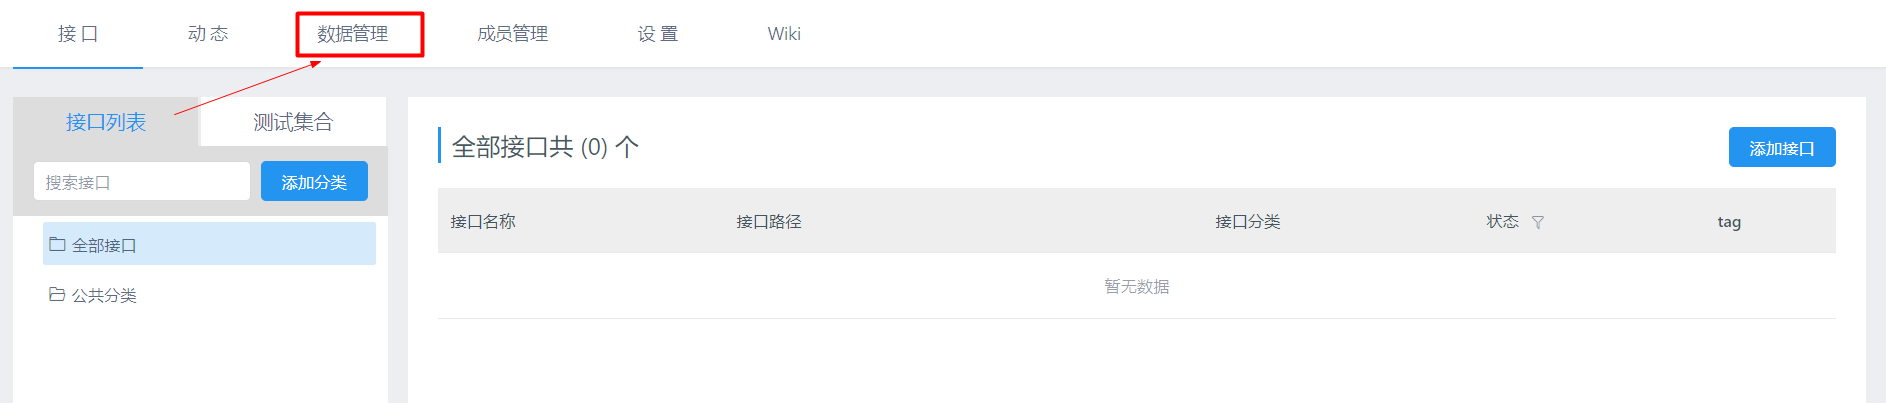 接 口 动 态 数据管理 成员管理 设 置 Wiki
接口列表 测试集合
搜索接口 添加分类
全部接口
公共分类
全部接口共 (0) 个 添加接口
接口名称 接口路径 接口分类 状态 tag
暂无数据